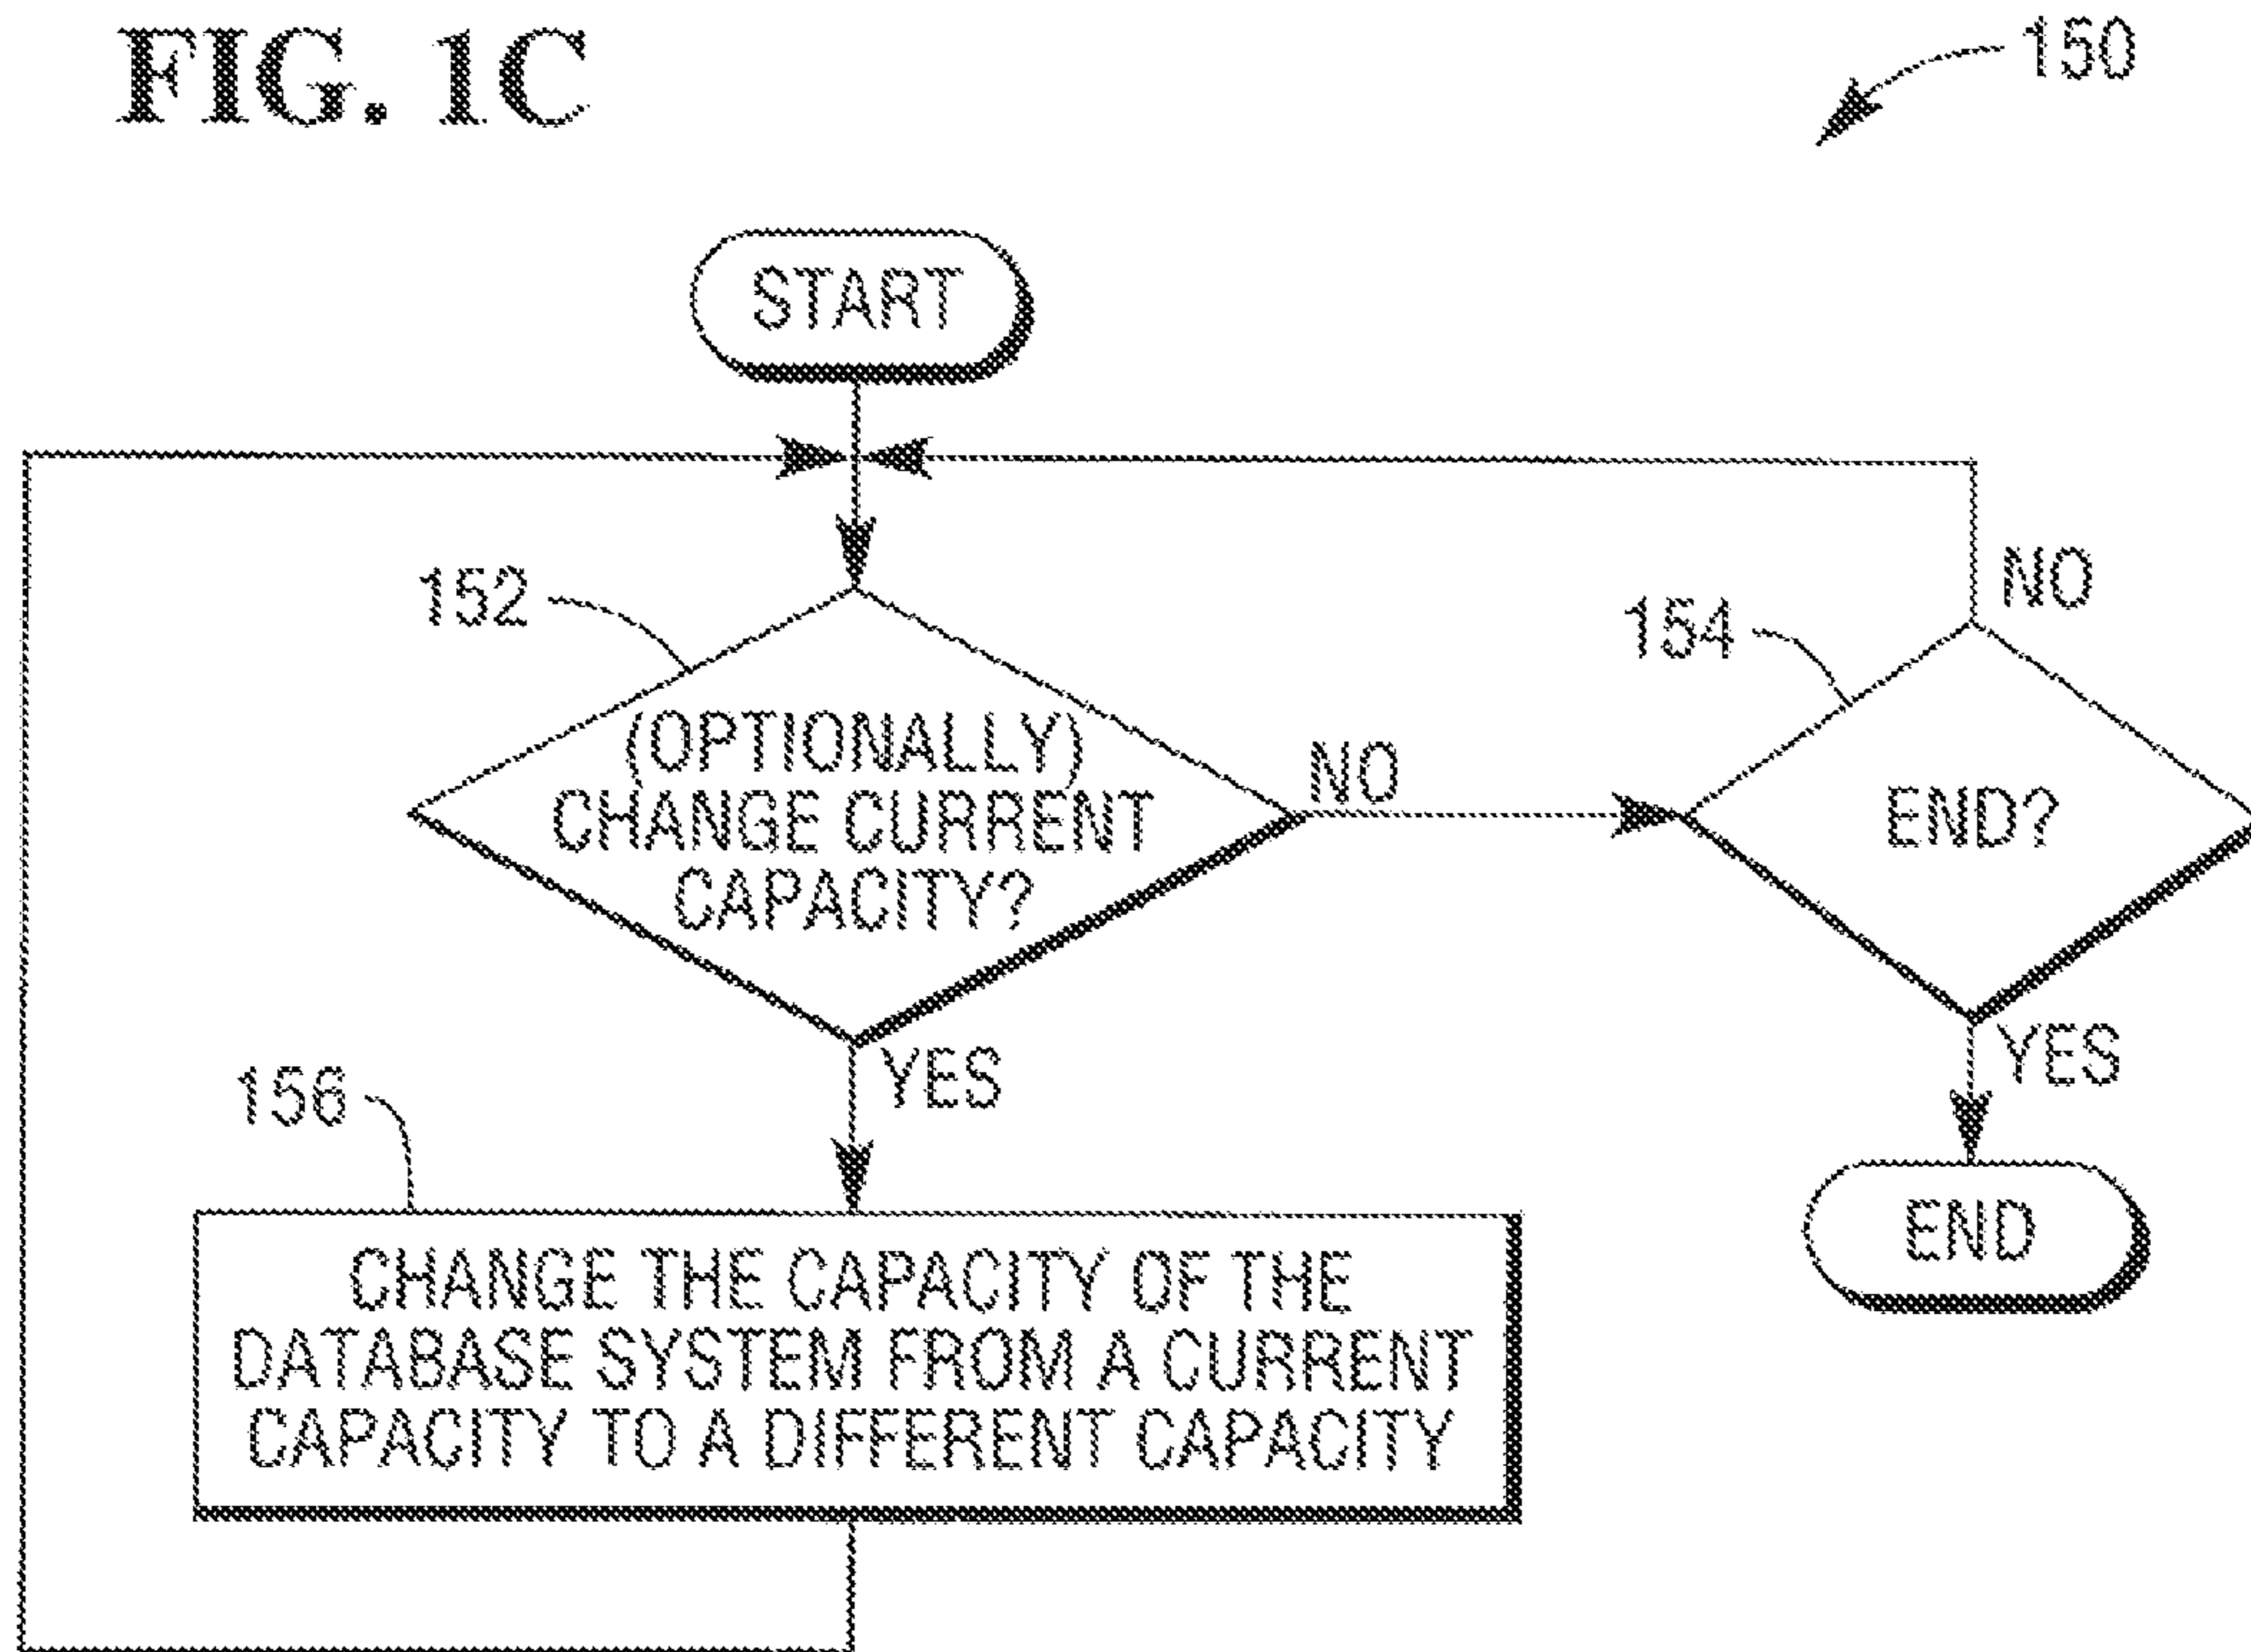 FIG. 1C
150
START
152
(OPTIONALLY)
CHANGE CURRENT
CAPACITY?
NO
154
NO
END?
YES
YES
156
CHANGE THE CAPACITY OF THE
DATABASE SYSTEM FROM A CURRENT
CAPACITY TO A DIFFERENT CAPACITY
END